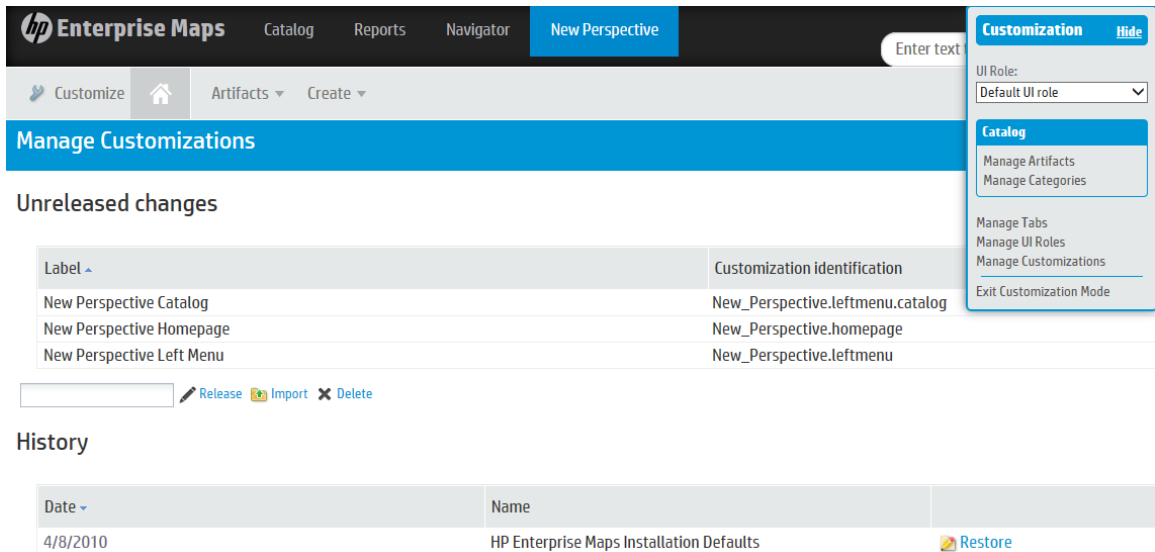 hp Enterprise Maps Catalog Reports Navigator New Perspective
Enter text
Customize Artifacts Create
Manage Customizations
Customization Hide
UI Role:
Default UI role
Catalog
Manage Artifacts
Manage Categories
Manage Tabs
Manage UI Roles
Manage Customizations
Exit Customization Mode
Unreleased changes
Label Customization identification
New Perspective Catalog New_Perspective.leftmenu.catalog
New Perspective Homepage New_Perspective.homepage
New Perspective Left Menu New_Perspective.leftmenu
Release Import Delete
History
Date Name
4/8/2010 HP Enterprise Maps Installation Defaults Restore